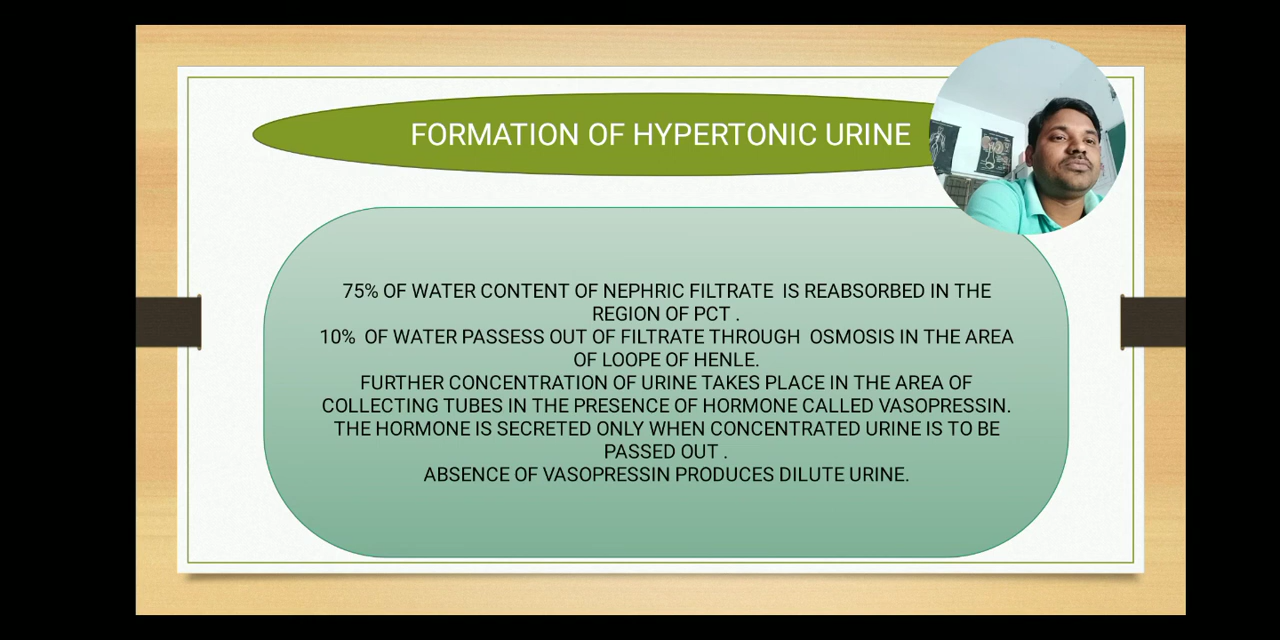 FORMATION OF HYPERTONIC URINE
75% OF WATER CONTENT OF NEPHRIC FILTRATE IS REABSORBED IN THE
REGION OF PCT .
10% OF WATER PASSESS OUT OF FILTRATE THROUGH OSMOSIS IN THE AREA
OF LOOPE OF HENLE.
FURTHER CONCENTRATION OF URINE TAKES PLACE IN THE AREA OF
COLLECTING TUBES IN THE PRESENCE OF HORMONE CALLED VASOPRESSIN.
THE HORMONE IS SECRETED ONLY WHEN CONCENTRATED URINE IS TO BE
PASSED OUT .
ABSENCE OF VASOPRESSIN PRODUCES DILUTE URINE.